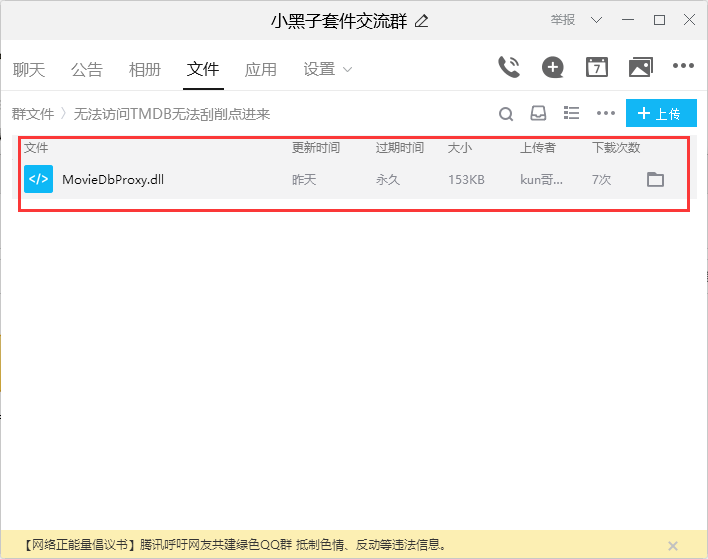 小黑子套件交流群
举报
聊天 公告 相册 文件 应用 设置
7
群文件 〉无法访问TMDB无法刮削点进来
上传
文件 更新时间 过期时间 大小 上传者 下载次数
</> MovieDbProxy.dll 昨天 永久 153KB kun哥... 7次
【网络正能量倡议书】腾讯呼吁网友共建绿色QQ群 抵制色情、反动等违法信息。